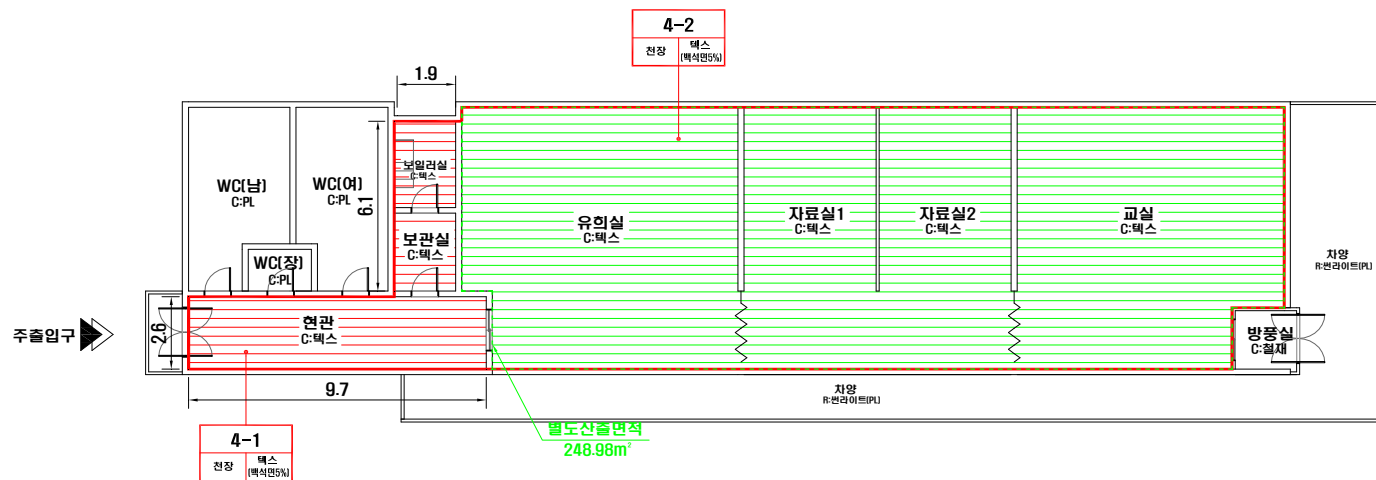 4-2
천장
텍스
(백석면5%)
1.9
WC(남)
C:PL
WC(여)
C:PL
6.1
보일러실
C:텍스
보관실
C:텍스
WC(장)
C:PL
유희실
C:텍스
자료실1
C:텍스
자료실2
C:텍스
교실
C:텍스
차양
R:썬라이트(PL)
주출입구
2.6
현관
C:텍스
방풍실
C:철재
9.7
차양
R:썬라이트(PL)
별도산출면적
248.98m²
4-1
천장
텍스
(백석면5%)